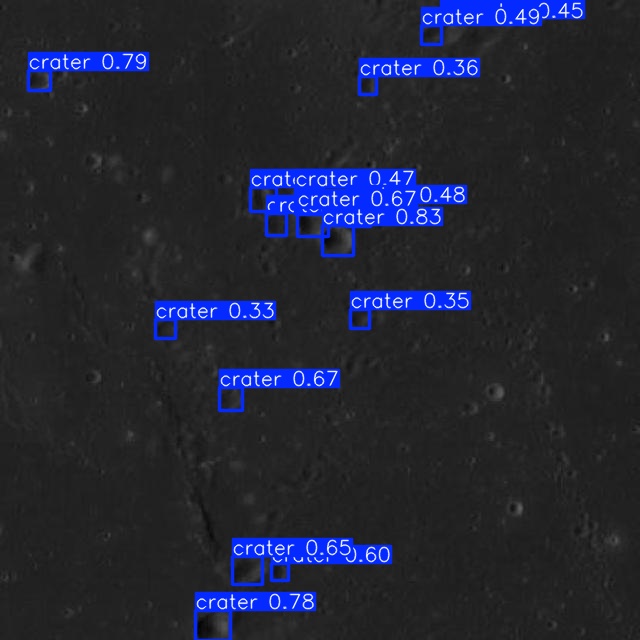 0.45
crater 0.49
crater 0.79
crater 0.36
crater 0.47
0.48
crater 0.67
crater 0.83
crater 0.35
crater 0.33
crater 0.67
crater 0.65
0.60
crater 0.78